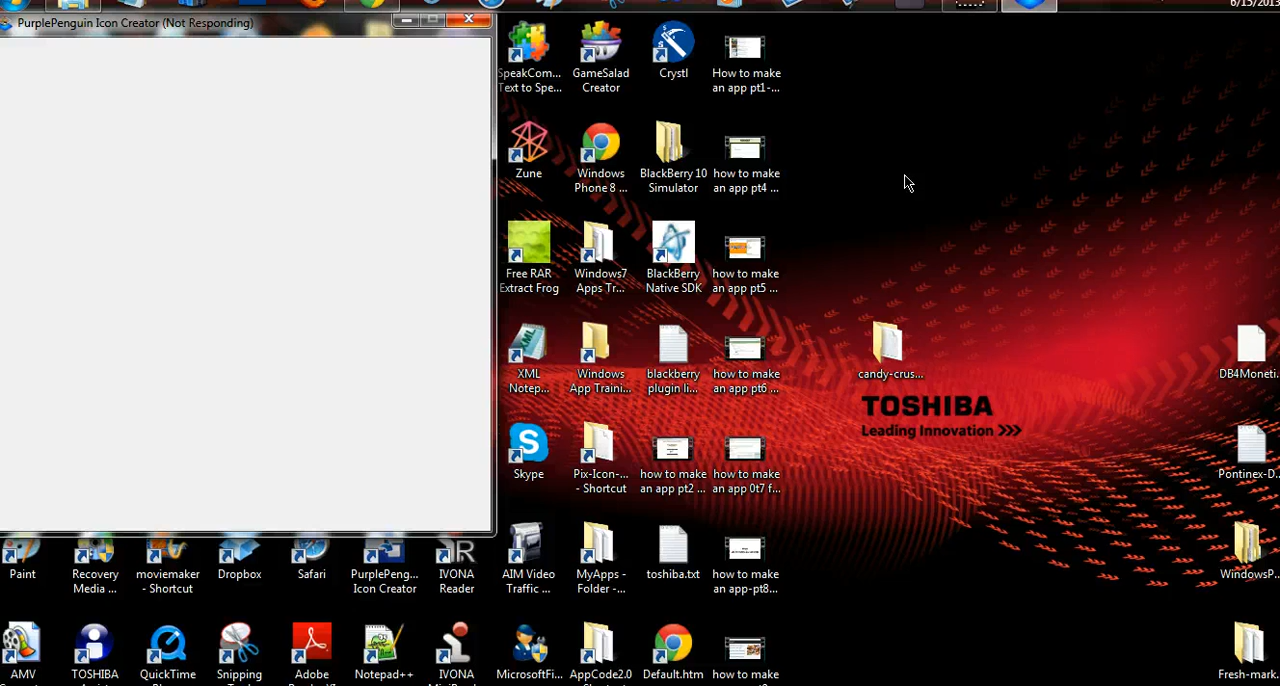 6/15/2013
PurplePenguin Icon Creator (Not Responding)
SpeakCom...
Text to Spe...
GameSalad
Creator
Crystl
How to make
an app pt1-...
Zune
Windows
Phone 8 ...
BlackBerry 10
Simulator
how to make
an app pt4 ...
Free RAR
Extract Frog
Windows7
Apps Tr...
BlackBerry
Native SDK
how to make
an app pt5 ...
XML
Notep...
Windows
App Traini...
blackberry
plugin li...
how to make
an app pt6 ...
candy-crus...
DB4Moneti...
TOSHIBA
Leading Innovation >>>
Skype
Pix-Icon-...
- Shortcut
how to make
an app pt2 ...
how to make
an app 0t7 f...
Pontinex-D...
Paint
Recovery
Media ...
moviemaker
- Shortcut
Dropbox
Safari
PurplePeng...
Icon Creator
IVONA
Reader
AIM Video
Traffic ...
MyApps -
Folder -...
toshiba.txt
how to make
an app-pt8...
WindowsP...
AMV
TOSHIBA
QuickTime
Snipping
Adobe
Notepad++
IVONA
MicrosoftFi...
AppCode2.0
Default.htm
how to make
Fresh-mark...